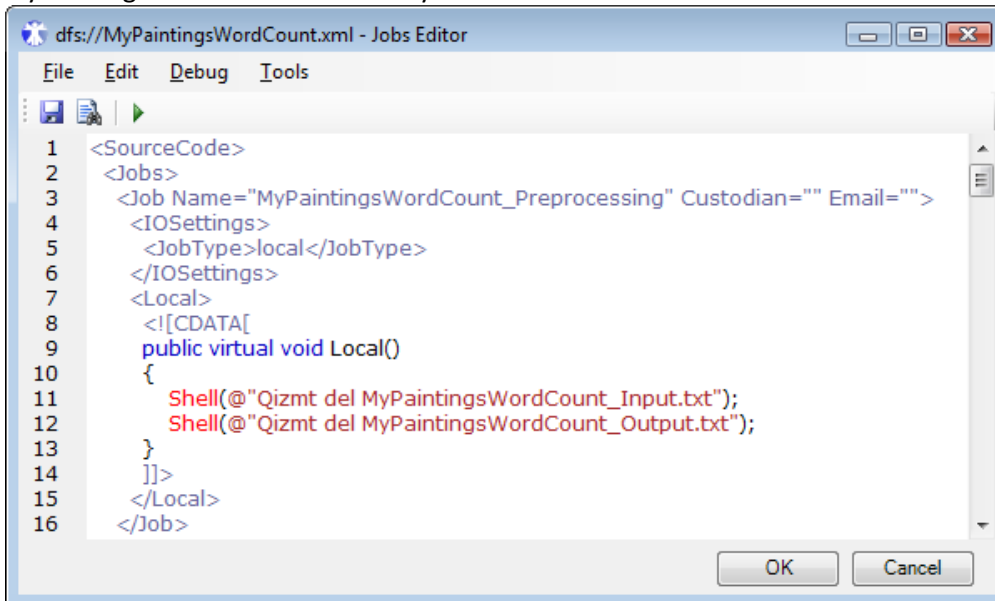 dfs://MyPaintingsWordCount.xml - Jobs Editor
File Edit Debug Tools
1 <SourceCode>
2 <Jobs>
3 <Job Name="MyPaintingsWordCount_Preprocessing" Custodian="" Email="">
4 <IOSettings>
5 <JobType>local</JobType>
6 </IOSettings>
7 <Local>
8 <![CDATA[
9 public virtual void Local()
10 {
11 Shell(@"Qizmt del MyPaintingsWordCount_Input.txt");
12 Shell(@"Qizmt del MyPaintingsWordCount_Output.txt");
13 }
14 ]]>
15 </Local>
16 </Job>
OK Cancel